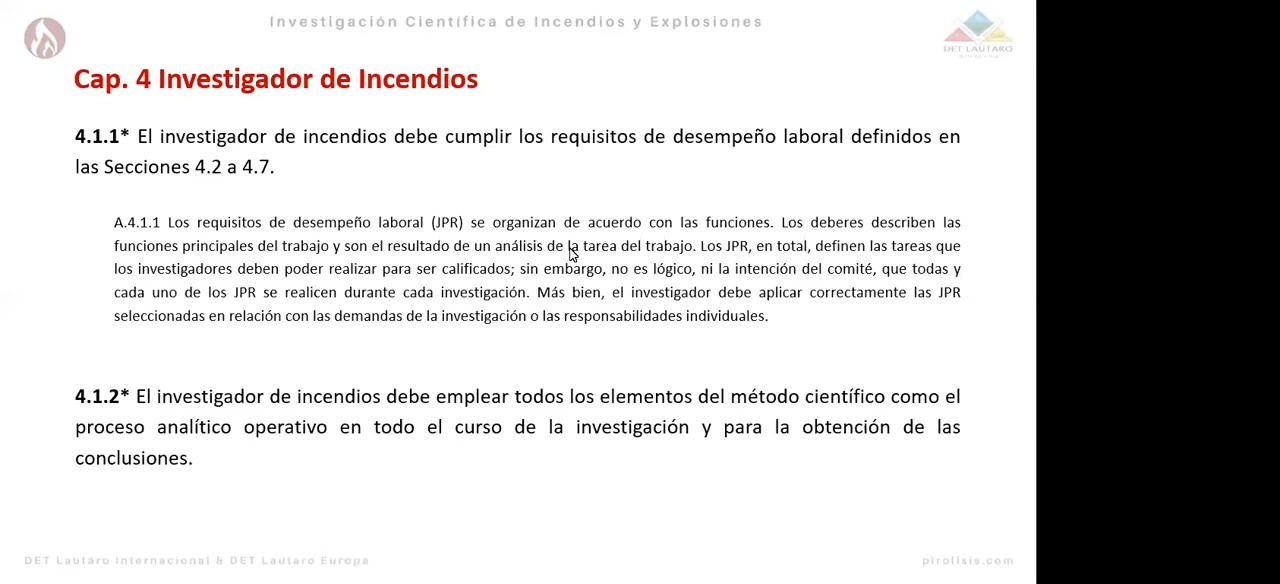 Investigación Científica de Incendios y Explosiones
DET LAUTARO
Cap. 4 Investigador de Incendios
4.1.1* El investigador de incendios debe cumplir los requisitos de desempeño laboral definidos en
las Secciones 4.2 a 4.7.
A.4.1.1 Los requisitos de desempeño laboral (JPR) se organizan de acuerdo con las funciones. Los deberes describen las
funciones principales del trabajo y son el resultado de un análisis de la tarea del trabajo. Los JPR, en total, definen las tareas que
los investigadores deben poder realizar para ser calificados; sin embargo, no es lógico, ni la intención del comité, que todas y
cada uno de los JPR se realicen durante cada investigación. Más bien, el investigador debe aplicar correctamente las JPR
seleccionadas en relación con las demandas de la investigación o las responsabilidades individuales.
4.1.2* El investigador de incendios debe emplear todos los elementos del método científico como el
proceso analítico operativo en todo el curso de la investigación y para la obtención de las
conclusiones.
DET Lautaro Internacional & DET Lautaro Europa
pirolisis.com